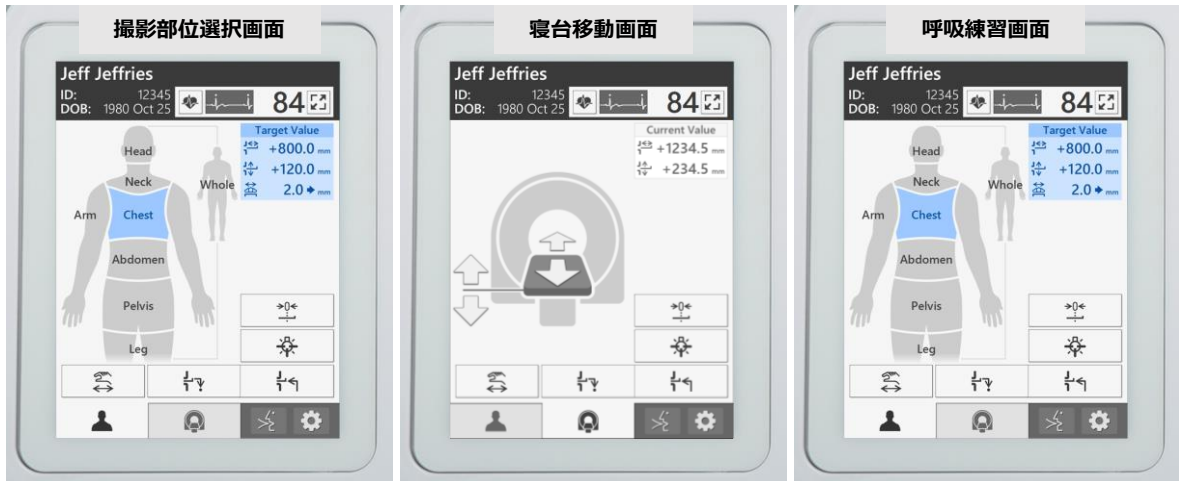 撮影部位選択画面
Jeff Jeffries
ID: 12345
DOB: 1980 Oct 25
84
Target Value
+800.0 mm
+120.0 mm
2.0 mm
Head
Neck
Whole
Arm
Chest
Abdomen
Pelvis
Leg
→0←
寝台移動画面
Jeff Jeffries
ID: 12345
DOB: 1980 Oct 25
84
Current Value
+1234.5 mm
+234.5 mm
→0←
呼吸練習画面
Jeff Jeffries
ID: 12345
DOB: 1980 Oct 25
84
Target Value
+800.0 mm
+120.0 mm
2.0 mm
Head
Neck
Whole
Arm
Chest
Abdomen
Pelvis
Leg
→0←